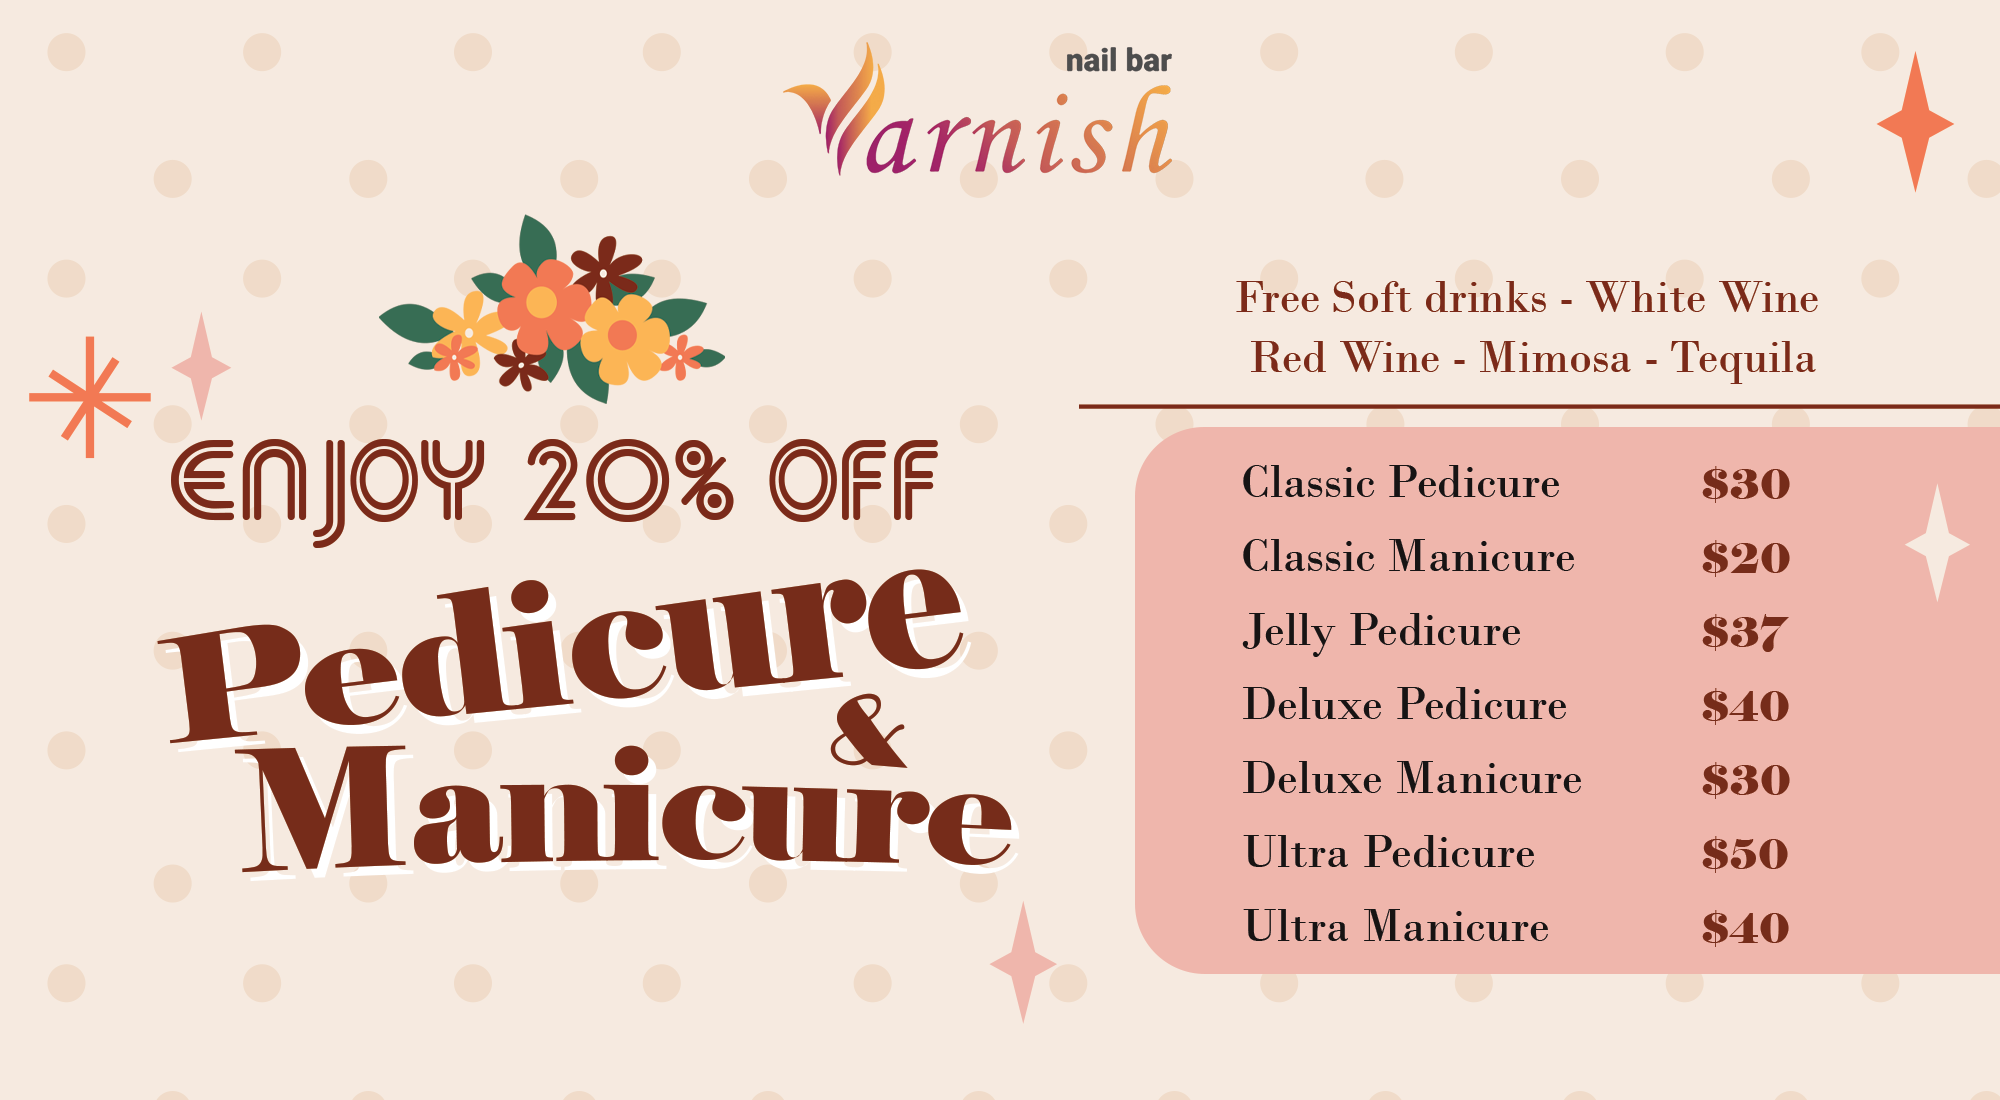 nail bar
Varnish
Free Soft drinks - White Wine
Red Wine - Mimosa - Tequila
ENJOY 20% OFF
Pedicure
&
Manicure
Classic Pedicure $30
Classic Manicure $20
Jelly Pedicure $37
Deluxe Pedicure $40
Deluxe Manicure $30
Ultra Pedicure $50
Ultra Manicure $40